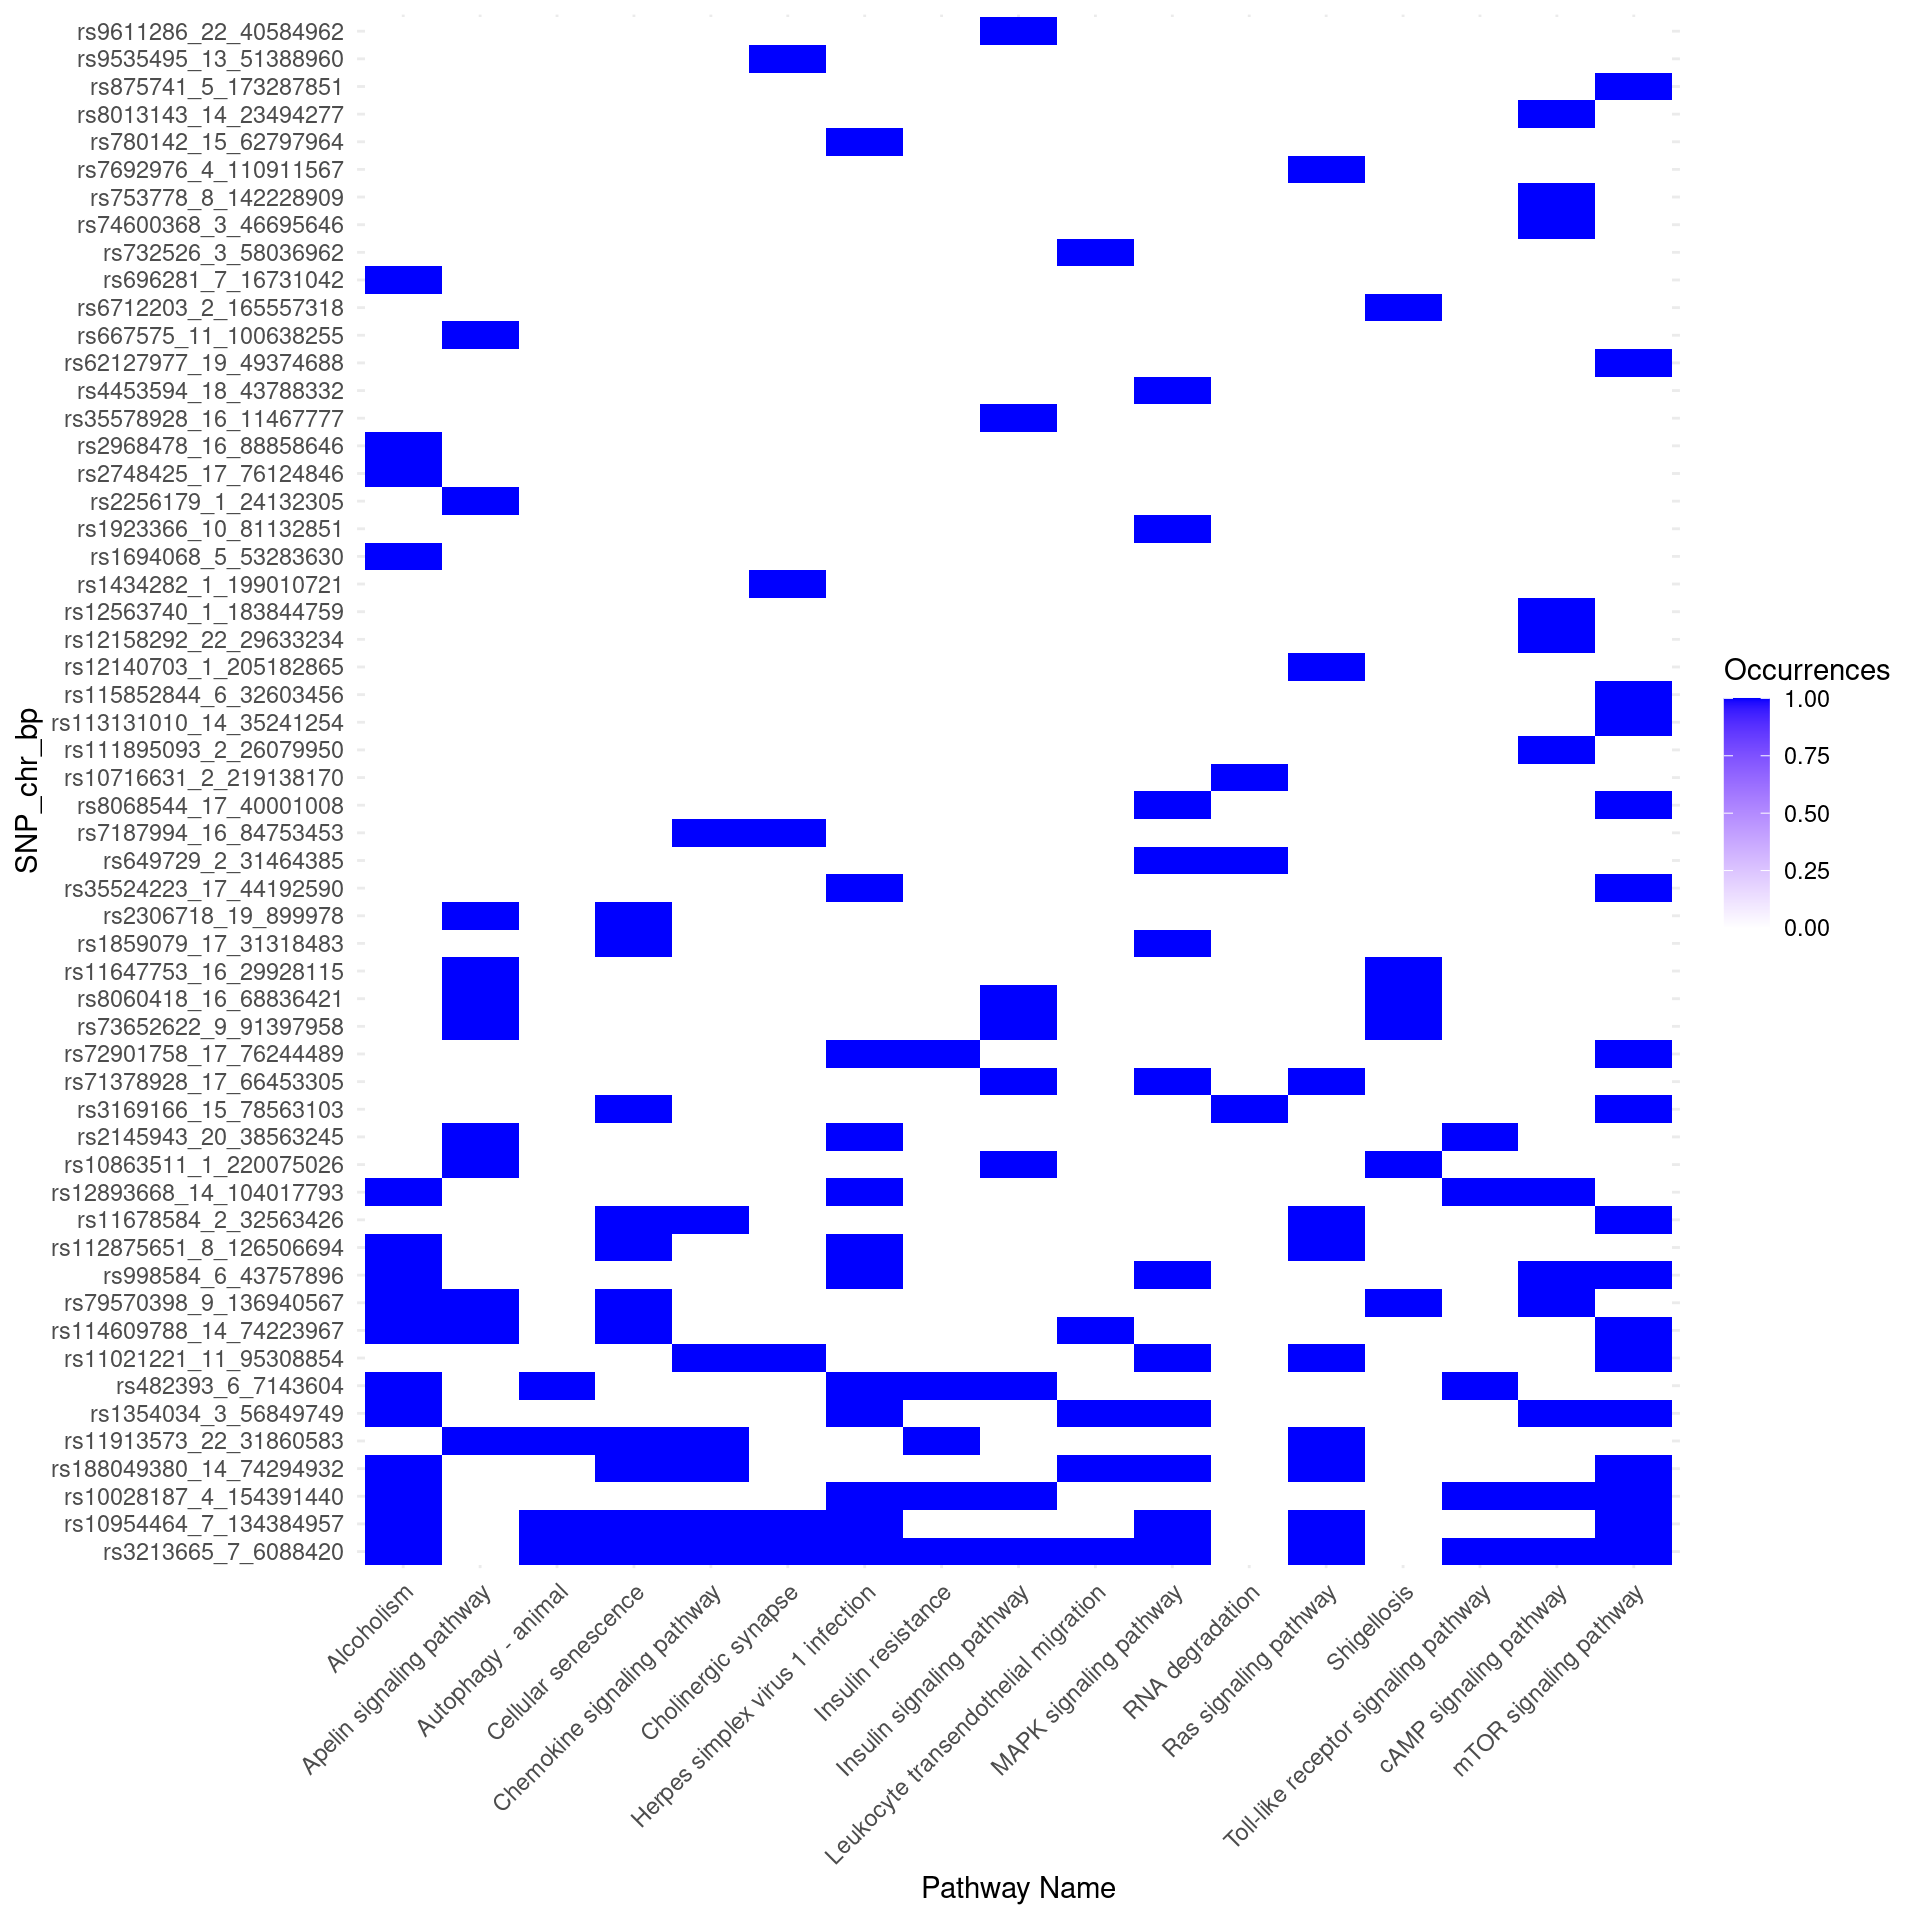 rs9611286_22_40584962
rs9535495_13_51388960
rs875741_5_173287851
rs8013143_14_23494277
rs780142_15_62797964
rs7692976_4_110911567
rs753778_8_142228909
rs74600368_3_46695646
rs732526_3_58036962
rs696281_7_16731042
rs6712203_2_165557318
rs667575_11_100638255
rs62127977_19_49374688
rs4453594_18_43788332
rs35578928_16_11467777
rs2968478_16_88858646
rs2748425_17_76124846
rs2256179_1_24132305
rs1923366_10_81132851
rs1694068_5_53283630
rs1434282_1_199010721
rs12563740_1_183844759
rs12158292_22_29633234
rs12140703_1_205182865
rs115852844_6_32603456
rs113131010_14_35241254
rs111895093_2_26079950
rs10716631_2_219138170
rs8068544_17_40001008
rs7187994_16_84753453
rs649729_2_31464385
rs35524223_17_44192590
rs2306718_19_899978
rs1859079_17_31318483
rs11647753_16_29928115
rs8060418_16_68836421
rs73652622_9_91397958
rs72901758_17_76244489
rs71378928_17_66453305
rs3169166_15_78563103
rs2145943_20_38563245
rs10863511_1_220075026
rs12893668_14_104017793
rs11678584_2_32563426
rs112875651_8_126506694
rs998584_6_43757896
rs79570398_9_136940567
rs114609788_14_74223967
rs11021221_11_95308854
rs482393_6_7143604
rs1354034_3_56849749
rs11913573_22_31860583
rs188049380_14_74294932
rs10028187_4_154391440
rs10954464_7_134384957
rs3213665_7_6088420
SNP_chr_bp
Alcoholism
Apelin signaling pathway
Autophagy - animal
Cellular senescence
Chemokine signaling pathway
Cholinergic synapse
Herpes simplex virus 1 infection
Insulin resistance
Insulin signaling pathway
Leukocyte transendothelial migration
MAPK signaling pathway
RNA degradation
Ras signaling pathway
Shigellosis
Toll-like receptor signaling pathway
cAMP signaling pathway
mTOR signaling pathway
Pathway Name
Occurrences
1.00
0.75
0.50
0.25
0.00